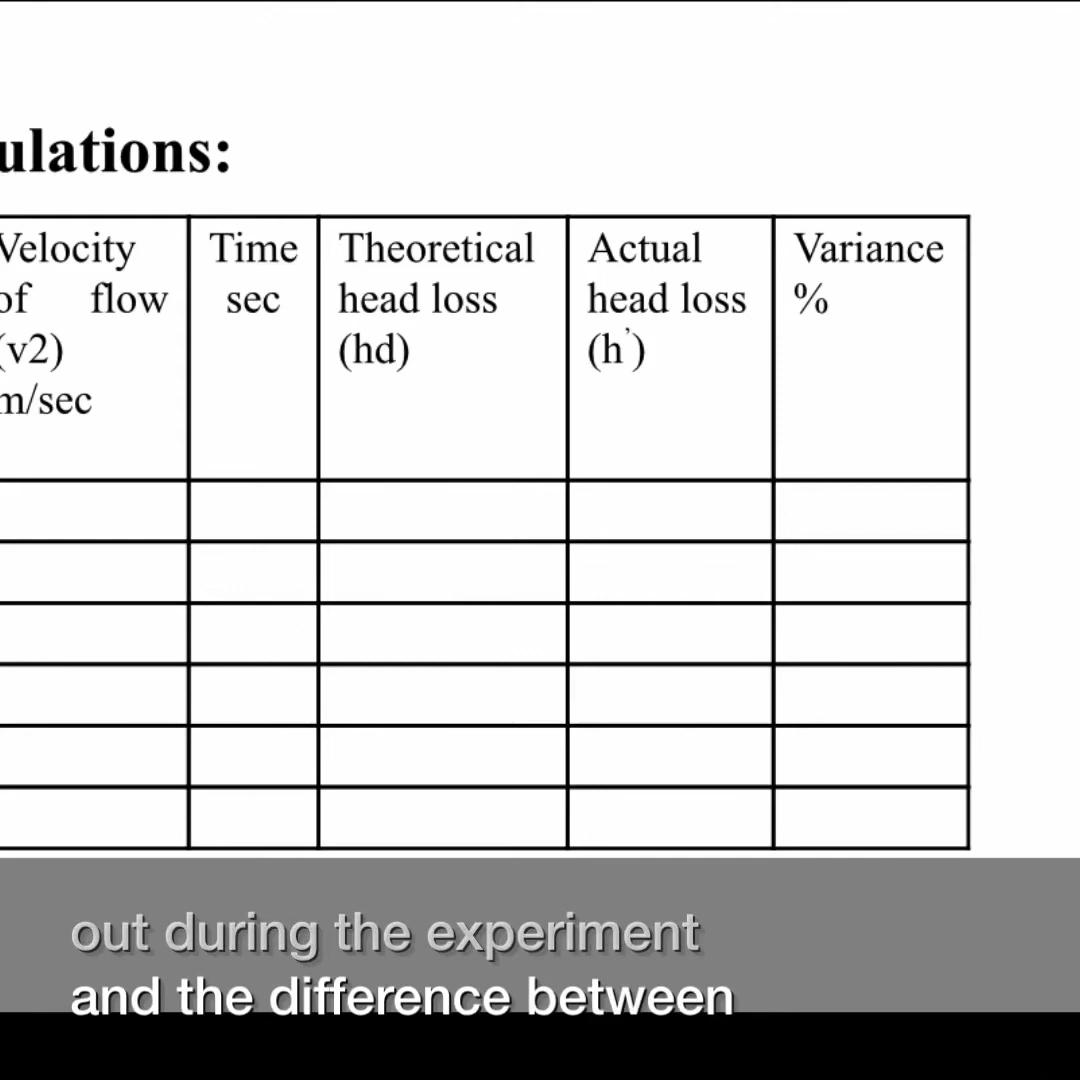 ulations:
Velocity of flow (v2) m/sec
Time sec
Theoretical head loss (hd)
Actual head loss (h')
Variance %
out during the experiment
and the difference between